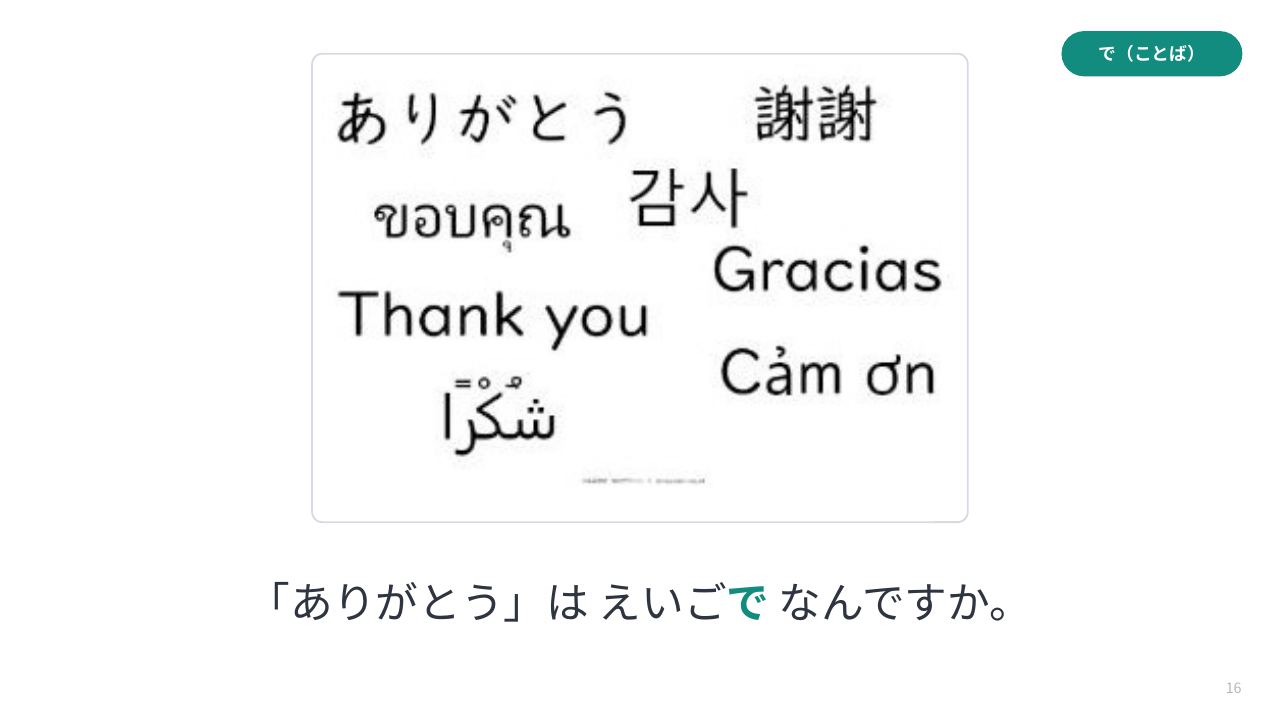 で（ことば）
ありがとう 謝謝
감사
ขอบคุณ
Gracias
Thank you
Cảm ơn
شُكْرًا
「ありがとう」は えいごで なんですか。
16